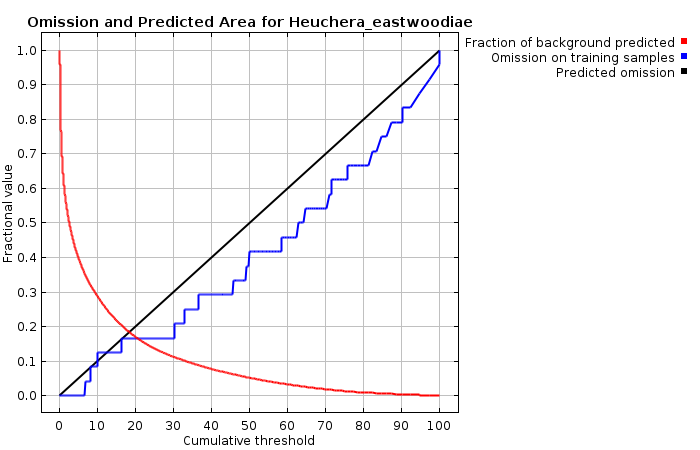 Omission and Predicted Area for Heuchera_eastwoodiae
Fraction of background predicted
Omission on training samples
Predicted omission
Fractional value
1.0
0.9
0.8
0.7
0.6
0.5
0.4
0.3
0.2
0.1
0.0
0 10 20 30 40 50 60 70 80 90 100
Cumulative threshold